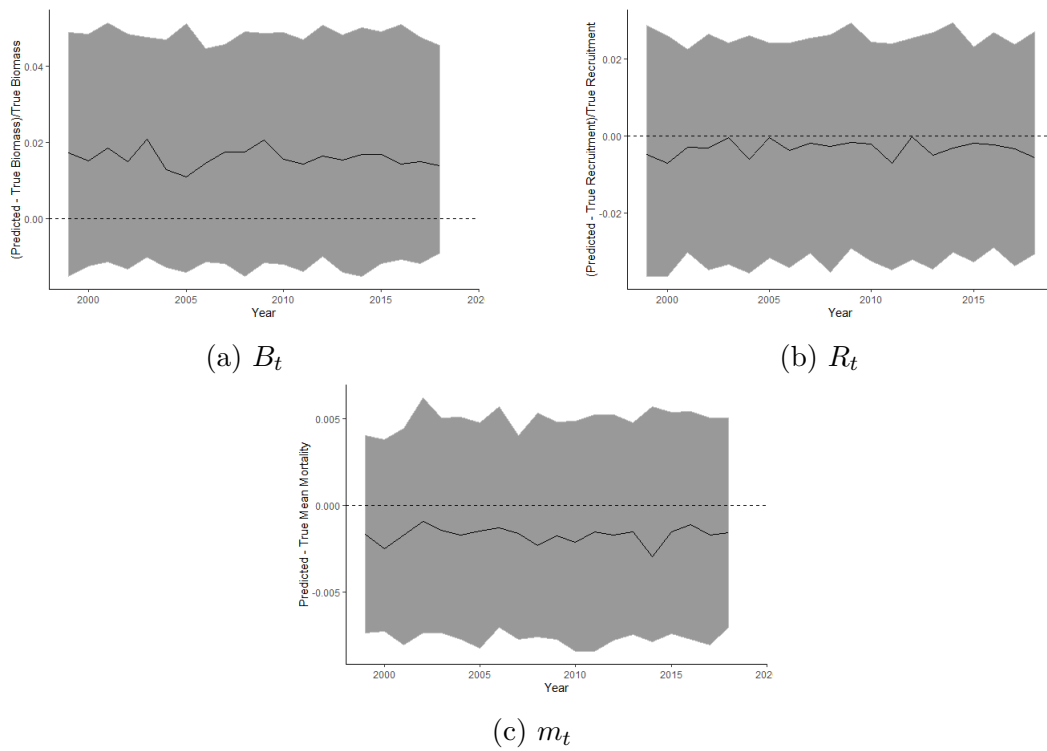 (Predicted - True Biomass)/True Biomass
0.04
0.02
0.00
2000 2005 2010 2015 202
Year
(a) B_t
(Predicted - True Recruitment)/True Recruitment
0.02
0.00
-0.02
2000 2005 2010 2015
Year
(b) R_t
Predicted - True Mean Mortality
0.005
0.000
-0.005
2000 2005 2010 2015 202
Year
(c) m_t